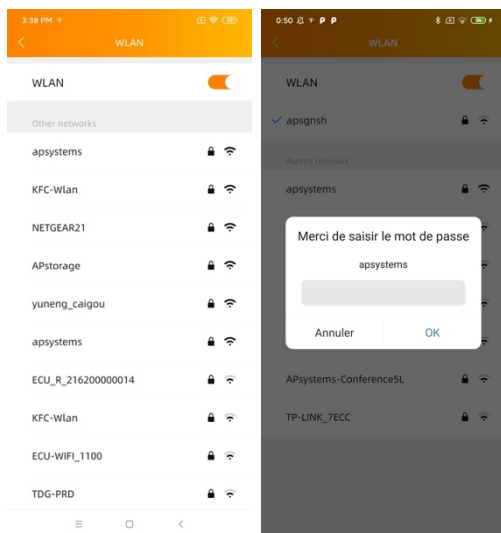 3:38 PM
WLAN
WLAN
Other networks
apsystems
KFC-Wlan
NETGEAR21
APstorage
yuneng_caigou
apsystems
ECU_R_216200000014
KFC-Wlan
ECU-WIFI_1100
TDG-PRD
0:50
WLAN
WLAN
apsgnsh
Autres réseaux
apsystems
Merci de saisir le mot de passe
apsystems
Annuler OK
APsystems-Conference5L
TP-LINK_7ECC